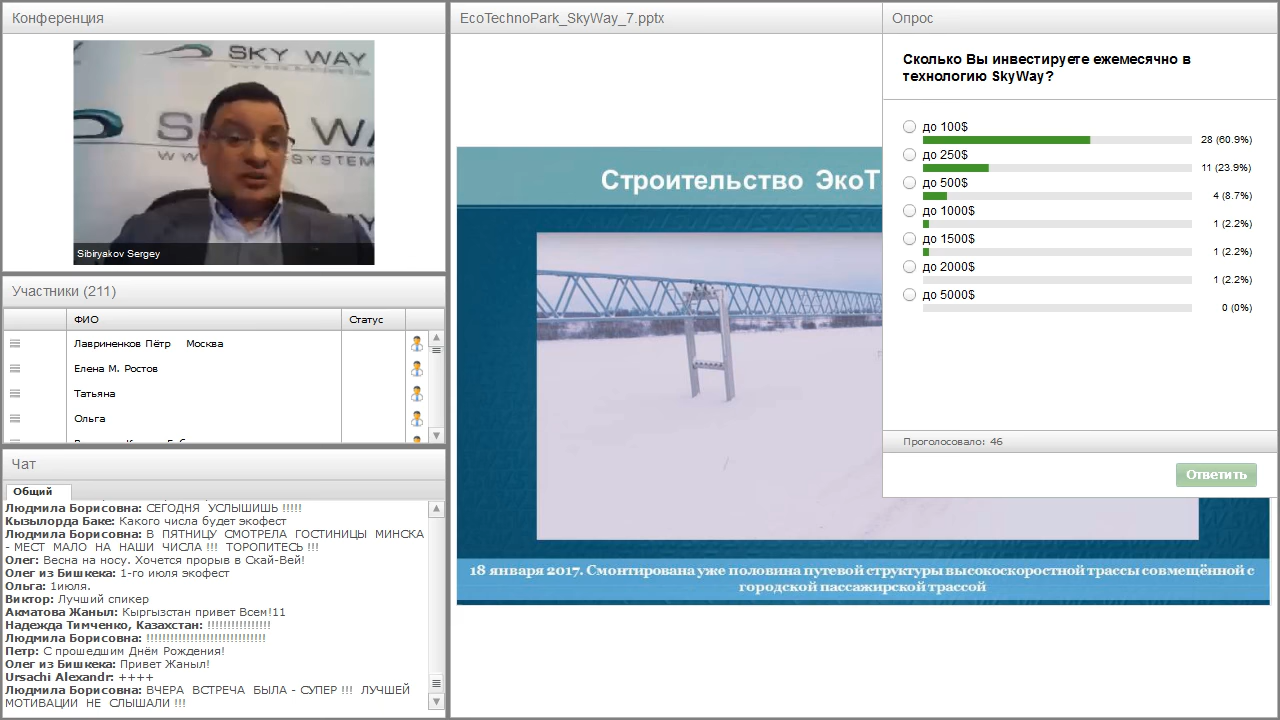 Конференция
SKY WAY
SKY WAY
Sibiryakov Sergey
Участники (211)
ФИО
Статус
Лавриненков Пётр Москва
Елена М. Ростов
Татьяна
Ольга
Чат
Общий
Людмила Борисовна: СЕГОДНЯ УСЛЫШИШЬ !!!!!
Кызылорда Баке: Какого числа будет экофест
Людмила Борисовна: В ПЯТНИЦУ СМОТРЕЛА ГОСТИНИЦЫ МИНСКА
- МЕСТ МАЛО НА НАШИ ЧИСЛА !!! ТОРОПИТЕСЬ !!!
Олег: Весна на носу. Хочется прорыв в Скай-Вей!
Олег из Бишкека: 1-го июля экофест
Ольга: 1июля.
Виктор: Лучший спикер
Акматова Жаныл: Кыргызстан привет Всем!11
Надежда Тимченко, Казахстан: !!!!!!!!!!!!!!!!
Людмила Борисовна: !!!!!!!!!!!!!!!!!!!!!!!!!!!!!!
Петр: С прошедшим Днём Рождения!
Олег из Бишкека: Привет Жаныл!
Ursachi Alexandr: ++++
Людмила Борисовна: ВЧЕРА ВСТРЕЧА БЫЛА - СУПЕР !!! ЛУЧШЕЙ
МОТИВАЦИИ НЕ СЛЫШАЛИ !!!
EcoTechnoPark_SkyWay_7.pptx
Строительство ЭкоТ
18 января 2017. Смонтирована уже половина путевой структуры высокоскоростной трассы совмещённой с
городской пассажирской трассой
Опрос
Сколько Вы инвестируете ежемесячно в
технологию SkyWay?
до 100$
28 (60.9%)
до 250$
11 (23.9%)
до 500$
4 (8.7%)
до 1000$
1 (2.2%)
до 1500$
1 (2.2%)
до 2000$
1 (2.2%)
до 5000$
0 (0%)
Проголосовало: 46
Ответить